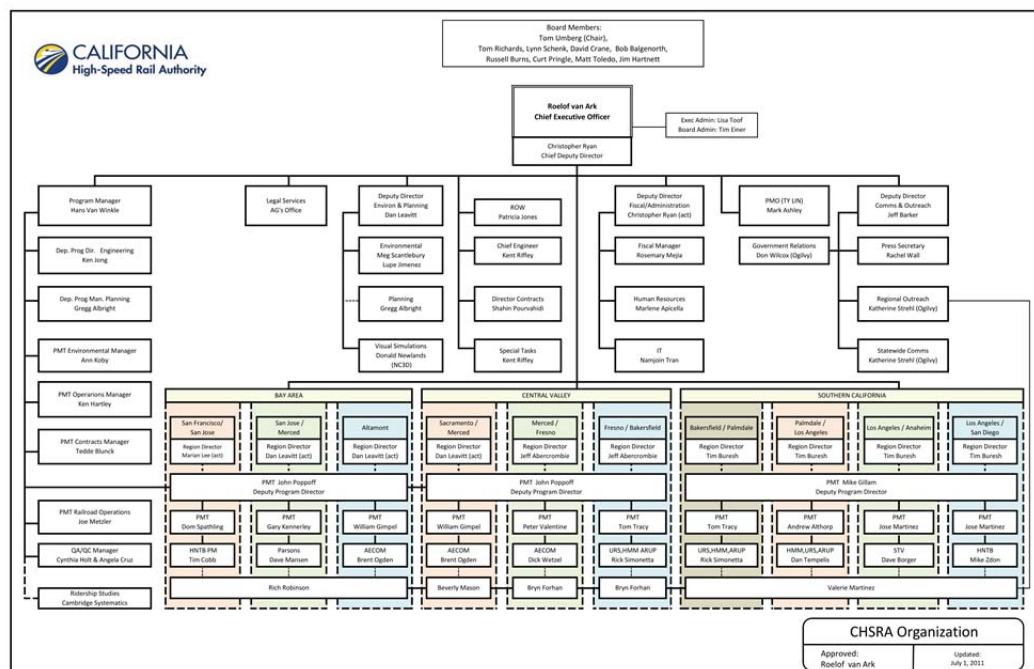 CALIFORNIA
High-Speed Rail Authority
Board Members:
Tom Umberg (Chair),
Tom Richards, Lynn Schenk, David Crane, Bob Balgenorth,
Russell Burns, Curt Pringle, Matt Toledo, Jim Hartnett
Roelof van Ark
Chief Executive Officer
Christopher Ryan
Chief Deputy Director
Exec Admin: Lisa Toof
Board Admin: Tim Einer
Program Manager
Hans Van Winkle
Legal Services
AG's Office
Deputy Director
Environ & Planning
Dan Leavitt
ROW
Patricia Jones
Deputy Director
Fiscal/Administration
Christopher Ryan (act)
PMO (TY LIN)
Mark Ashley
Deputy Director
Comms & Outreach
Jeff Barker
Dep. Prog Dir. Engineering
Ken Jong
Environmental
Meg Scantlebury
Lupe Jimenez
Chief Engineer
Kent Riffey
Fiscal Manager
Rosemary Mejia
Government Relations
Don Wilcox (Ogilvy)
Press Secretary
Rachel Wall
Dep. Prog Man. Planning
Gregg Albright
Planning
Gregg Albright
Director Contracts
Shahin Pourvahidi
Human Resources
Marlene Apicella
Regional Outreach
Katherine Strehl (Ogilvy)
PMT Environmental Manager
Ann Koby
Visual Simulations
Donald Newlands
(NC3D)
Special Tasks
Kent Riffey
IT
Namjoin Tran
Statewide Comms
Katherine Strehl (Ogilvy)
PMT Operarions Manager
Ken Hartley
PMT Contracts Manager
Tedde Blunck
PMT Railroad Operations
Joe Metzler
QA/QC Manager
Cynthia Holt & Angela Cruz
Ridership Studies
Cambridge Systematics
BAY AREA
CENTRAL VALLEY
SOUTHERN CALIFORNIA
San Francisco/
San Jose
San Jose /
Merced
Altamont
Sacramento /
Merced
Merced /
Fresno
Fresno / Bakersfield
Bakersfield / Palmdale
Palmdale /
Los Angeles
Los Angeles / Anaheim
Los Angeles /
San Diego
Region Director
Marian Lee (act)
Region Director
Dan Leavitt (act)
Region Director
Dan Leavitt (act)
Region Director
Dan Leavitt (act)
Region Director
Jeff Abercrombie
Region Director
Jeff Abercrombie
Region Director
Tim Buresh
Region Director
Tim Buresh
Region Director
Tim Buresh
Region Director
Tim Buresh
PMT John Poppoff
Deputy Program Director
PMT John Poppoff
Deputy Program Director
PMT Mike Gillam
Deputy Program Director
PMT
Dom Spathling
PMT
Gary Kennerley
PMT
William Gimpel
PMT
William Gimpel
PMT
Peter Valentine
PMT
Tom Tracy
PMT
Tom Tracy
PMT
Andrew Althorp
PMT
Jose Martinez
PMT
Jose Martinez
HNTB PM
Tim Cobb
Parsons
Dave Mansen
AECOM
Brent Ogden
AECOM
Brent Ogden
AECOM
Dick Wetzel
URS,HMM ARUP
Rick Simonetta
URS,HMM,ARUP
Rick Simonetta
HMM,URS,ARUP
Dan Tempelis
STV
Dave Borger
HNTB
Mike Zdon
Rich Robinson
Beverly Mason
Bryn Forhan
Bryn Forhan
Valerie Martinez
CHSRA Organization
Approved:
Roelof van Ark
Updated:
July 1, 2011